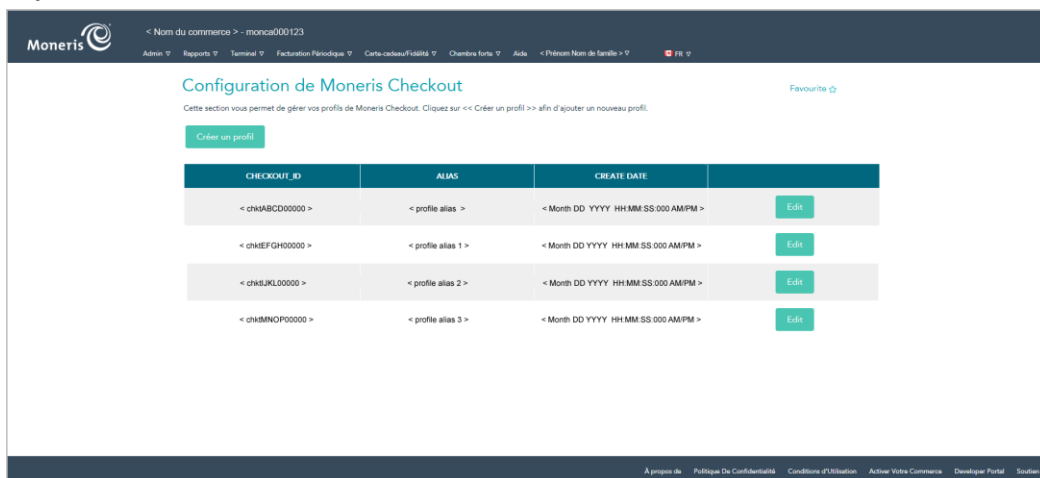 Moneris
< Nom du commerce > - monca000123
Admin ▽ Rapports ▽ Terminal ▽ Facturation Périodique ▽ Carte-cadeau/Fidélité ▽ Chambre forte ▽ Aide < Prénom Nom de famille > ▽ FR ▽
Configuration de Moneris Checkout
Favourite ☆
Cette section vous permet de gérer vos profils de Moneris Checkout. Cliquez sur << Créer un profil >> afin d'ajouter un nouveau profil.
Créer un profil
CHECKOUT_ID ALIAS CREATE DATE
< chktABCD00000 > < profile alias > < Month DD YYYY HH:MM:SS:000 AM/PM > Edit
< chktEFGH00000 > < profile alias 1 > < Month DD YYYY HH:MM:SS:000 AM/PM > Edit
< chktIJKL00000 > < profile alias 2 > < Month DD YYYY HH:MM:SS:000 AM/PM > Edit
< chktMNOP00000 > < profile alias 3 > < Month DD YYYY HH:MM:SS:000 AM/PM > Edit
À propos de Politique De Confidentialité Conditions d'Utilisation Activer Votre Commerce Developer Portal Soutien